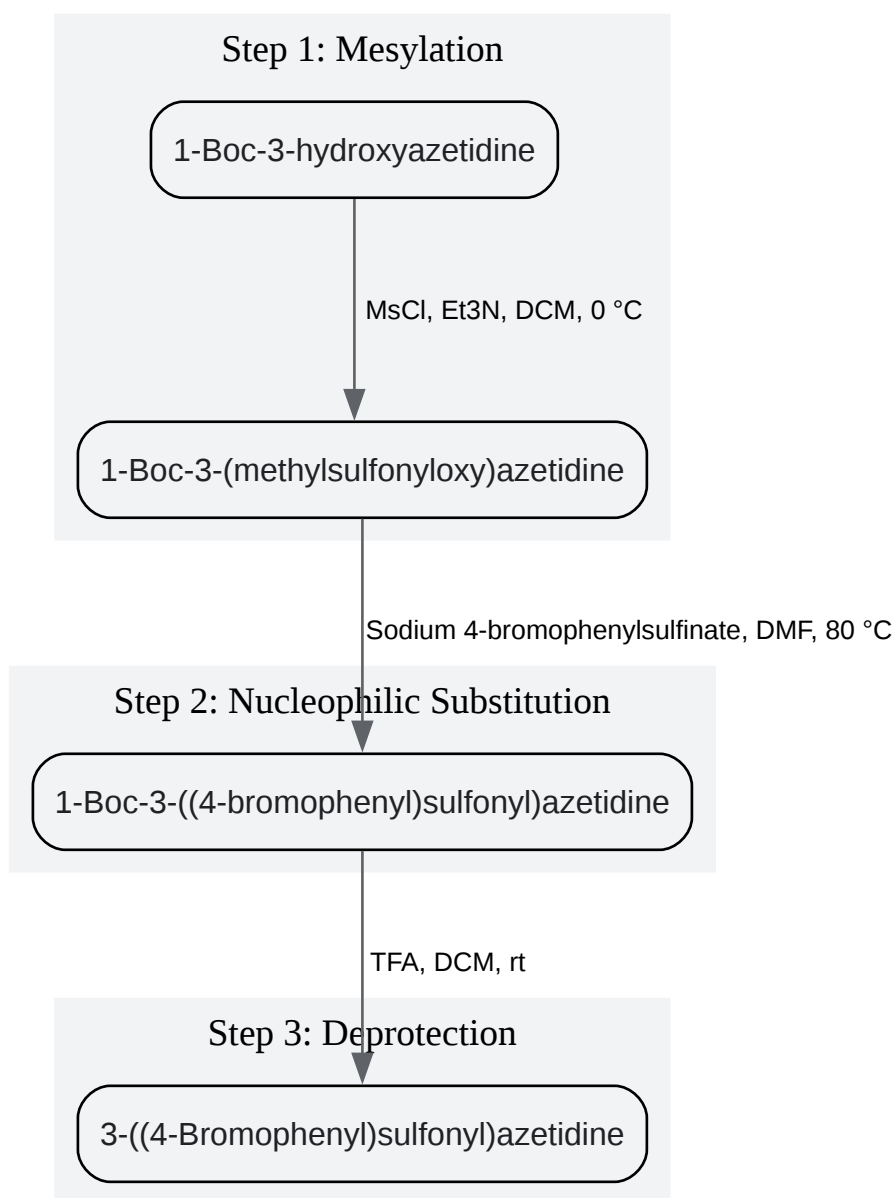 Step 1: Mesylation
1-Boc-3-hydroxyazetidine
MsCl, Et3N, DCM, 0 °C
1-Boc-3-(methylsulfonyloxy)azetidine
Sodium 4-bromophenylsulfinate, DMF, 80 °C
Step 2: Nucleophilic Substitution
1-Boc-3-((4-bromophenyl)sulfonyl)azetidine
TFA, DCM, rt
Step 3: Deprotection
3-((4-Bromophenyl)sulfonyl)azetidine